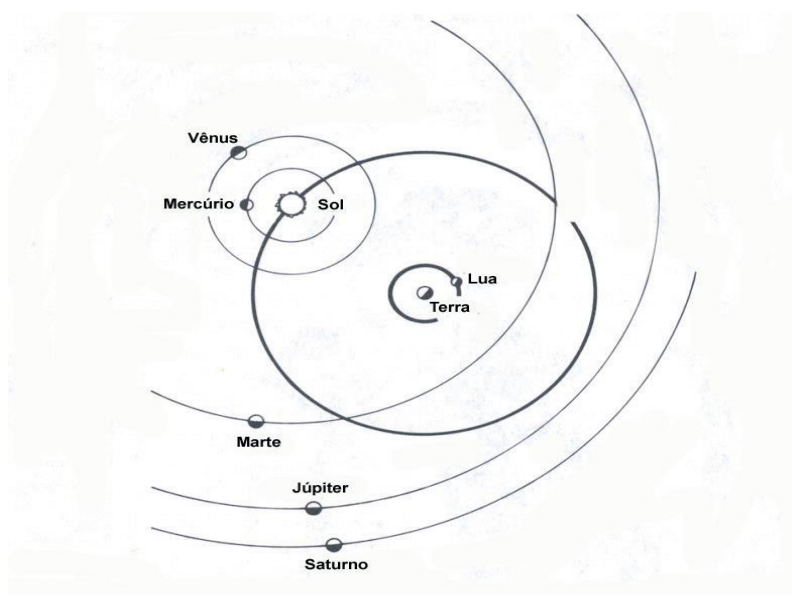 Vênus
Mercúrio
Sol
Lua
Terra
Marte
Júpiter
Saturno